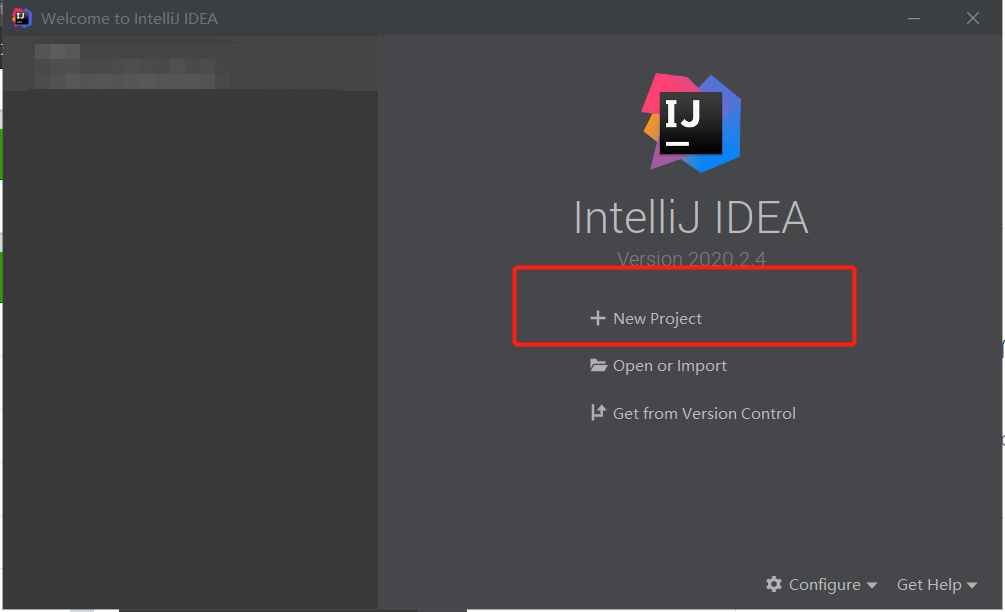 Welcome to IntelliJ IDEA
IJ
IntelliJ IDEA
Version 2020.2.4
New Project
Open or Import
Get from Version Control
Configure
Get Help